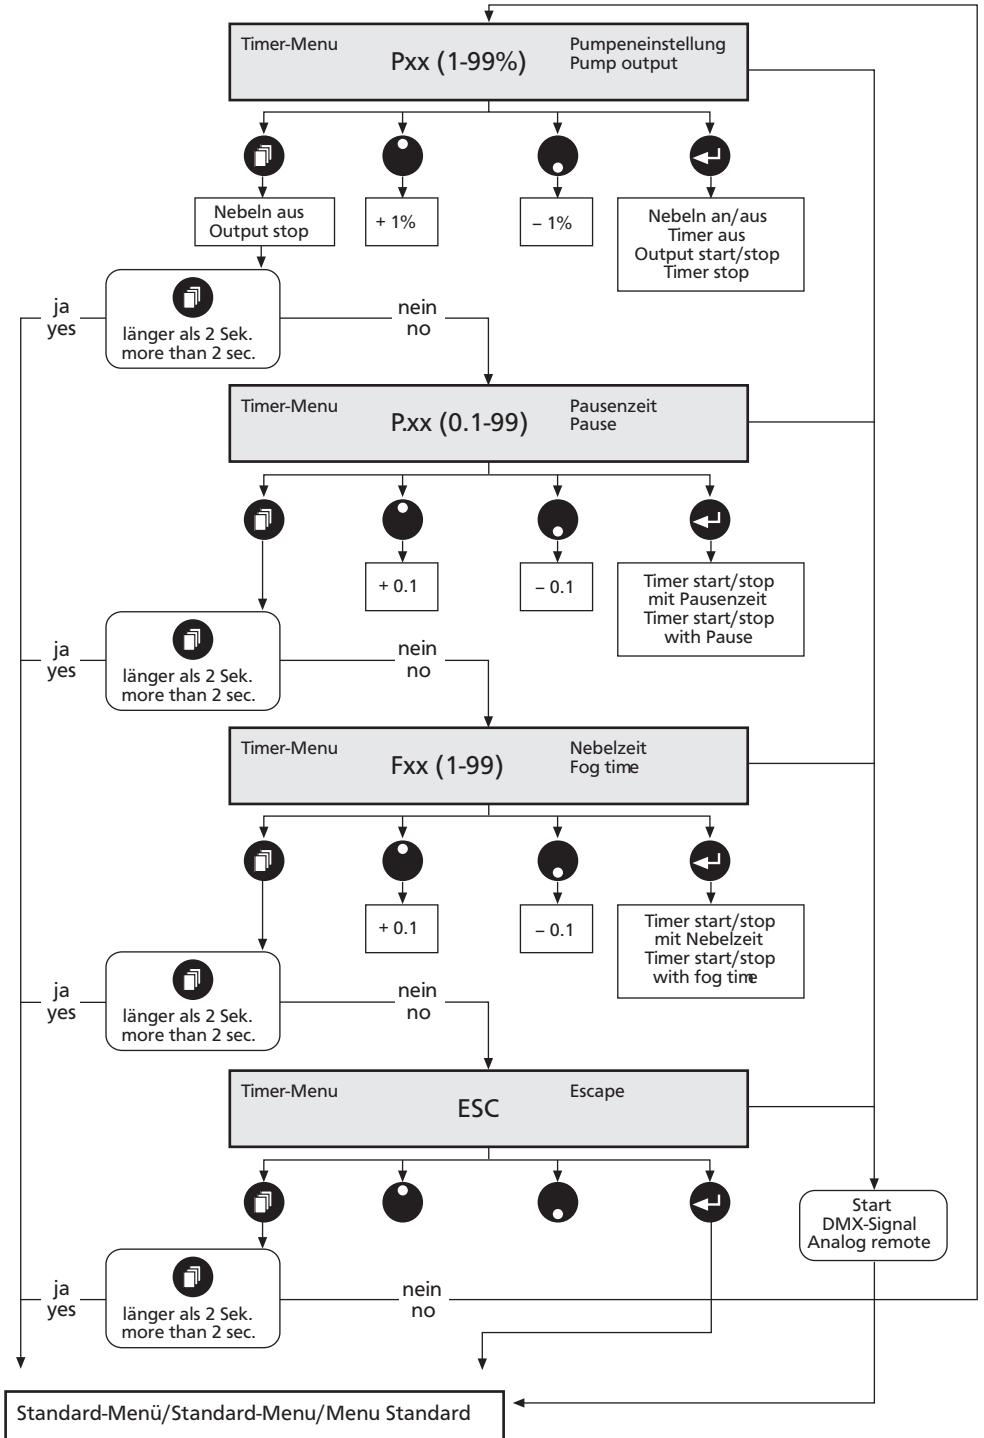 Timer-Menu
Pxx (1-99%)
Pumpeneinstellung
Pump output
Nebeln aus
Output stop
+ 1%
– 1%
Nebeln an/aus
Timer aus
Output start/stop
Timer stop
ja
yes
länger als 2 Sek.
more than 2 sec.
nein
no
Timer-Menu
P.xx (0.1-99)
Pausenzeit
Pause
+ 0.1
– 0.1
Timer start/stop
mit Pausenzeit
Timer start/stop
with Pause
ja
yes
länger als 2 Sek.
more than 2 sec.
nein
no
Timer-Menu
Fxx (1-99)
Nebelzeit
Fog time
+ 0.1
– 0.1
Timer start/stop
mit Nebelzeit
Timer start/stop
with fog time
ja
yes
länger als 2 Sek.
more than 2 sec.
nein
no
Timer-Menu
ESC
Escape
Start
DMX-Signal
Analog remote
ja
yes
länger als 2 Sek.
more than 2 sec.
nein
no
Standard-Menü/Standard-Menu/Menu Standard